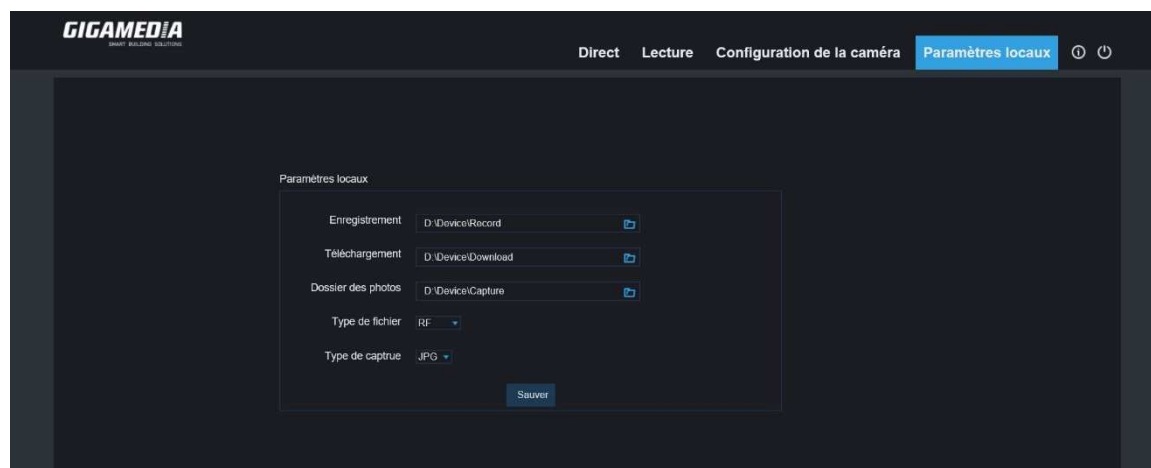 GIGAMEDIA
SMART BUILDING SOLUTIONS
Direct Lecture Configuration de la caméra Paramètres locaux
Paramètres locaux
Enregistrement D:\Device\Record
Téléchargement D:\Device\Download
Dossier des photos D:\Device\Capture
Type de fichier RF
Type de captrue JPG
Sauver